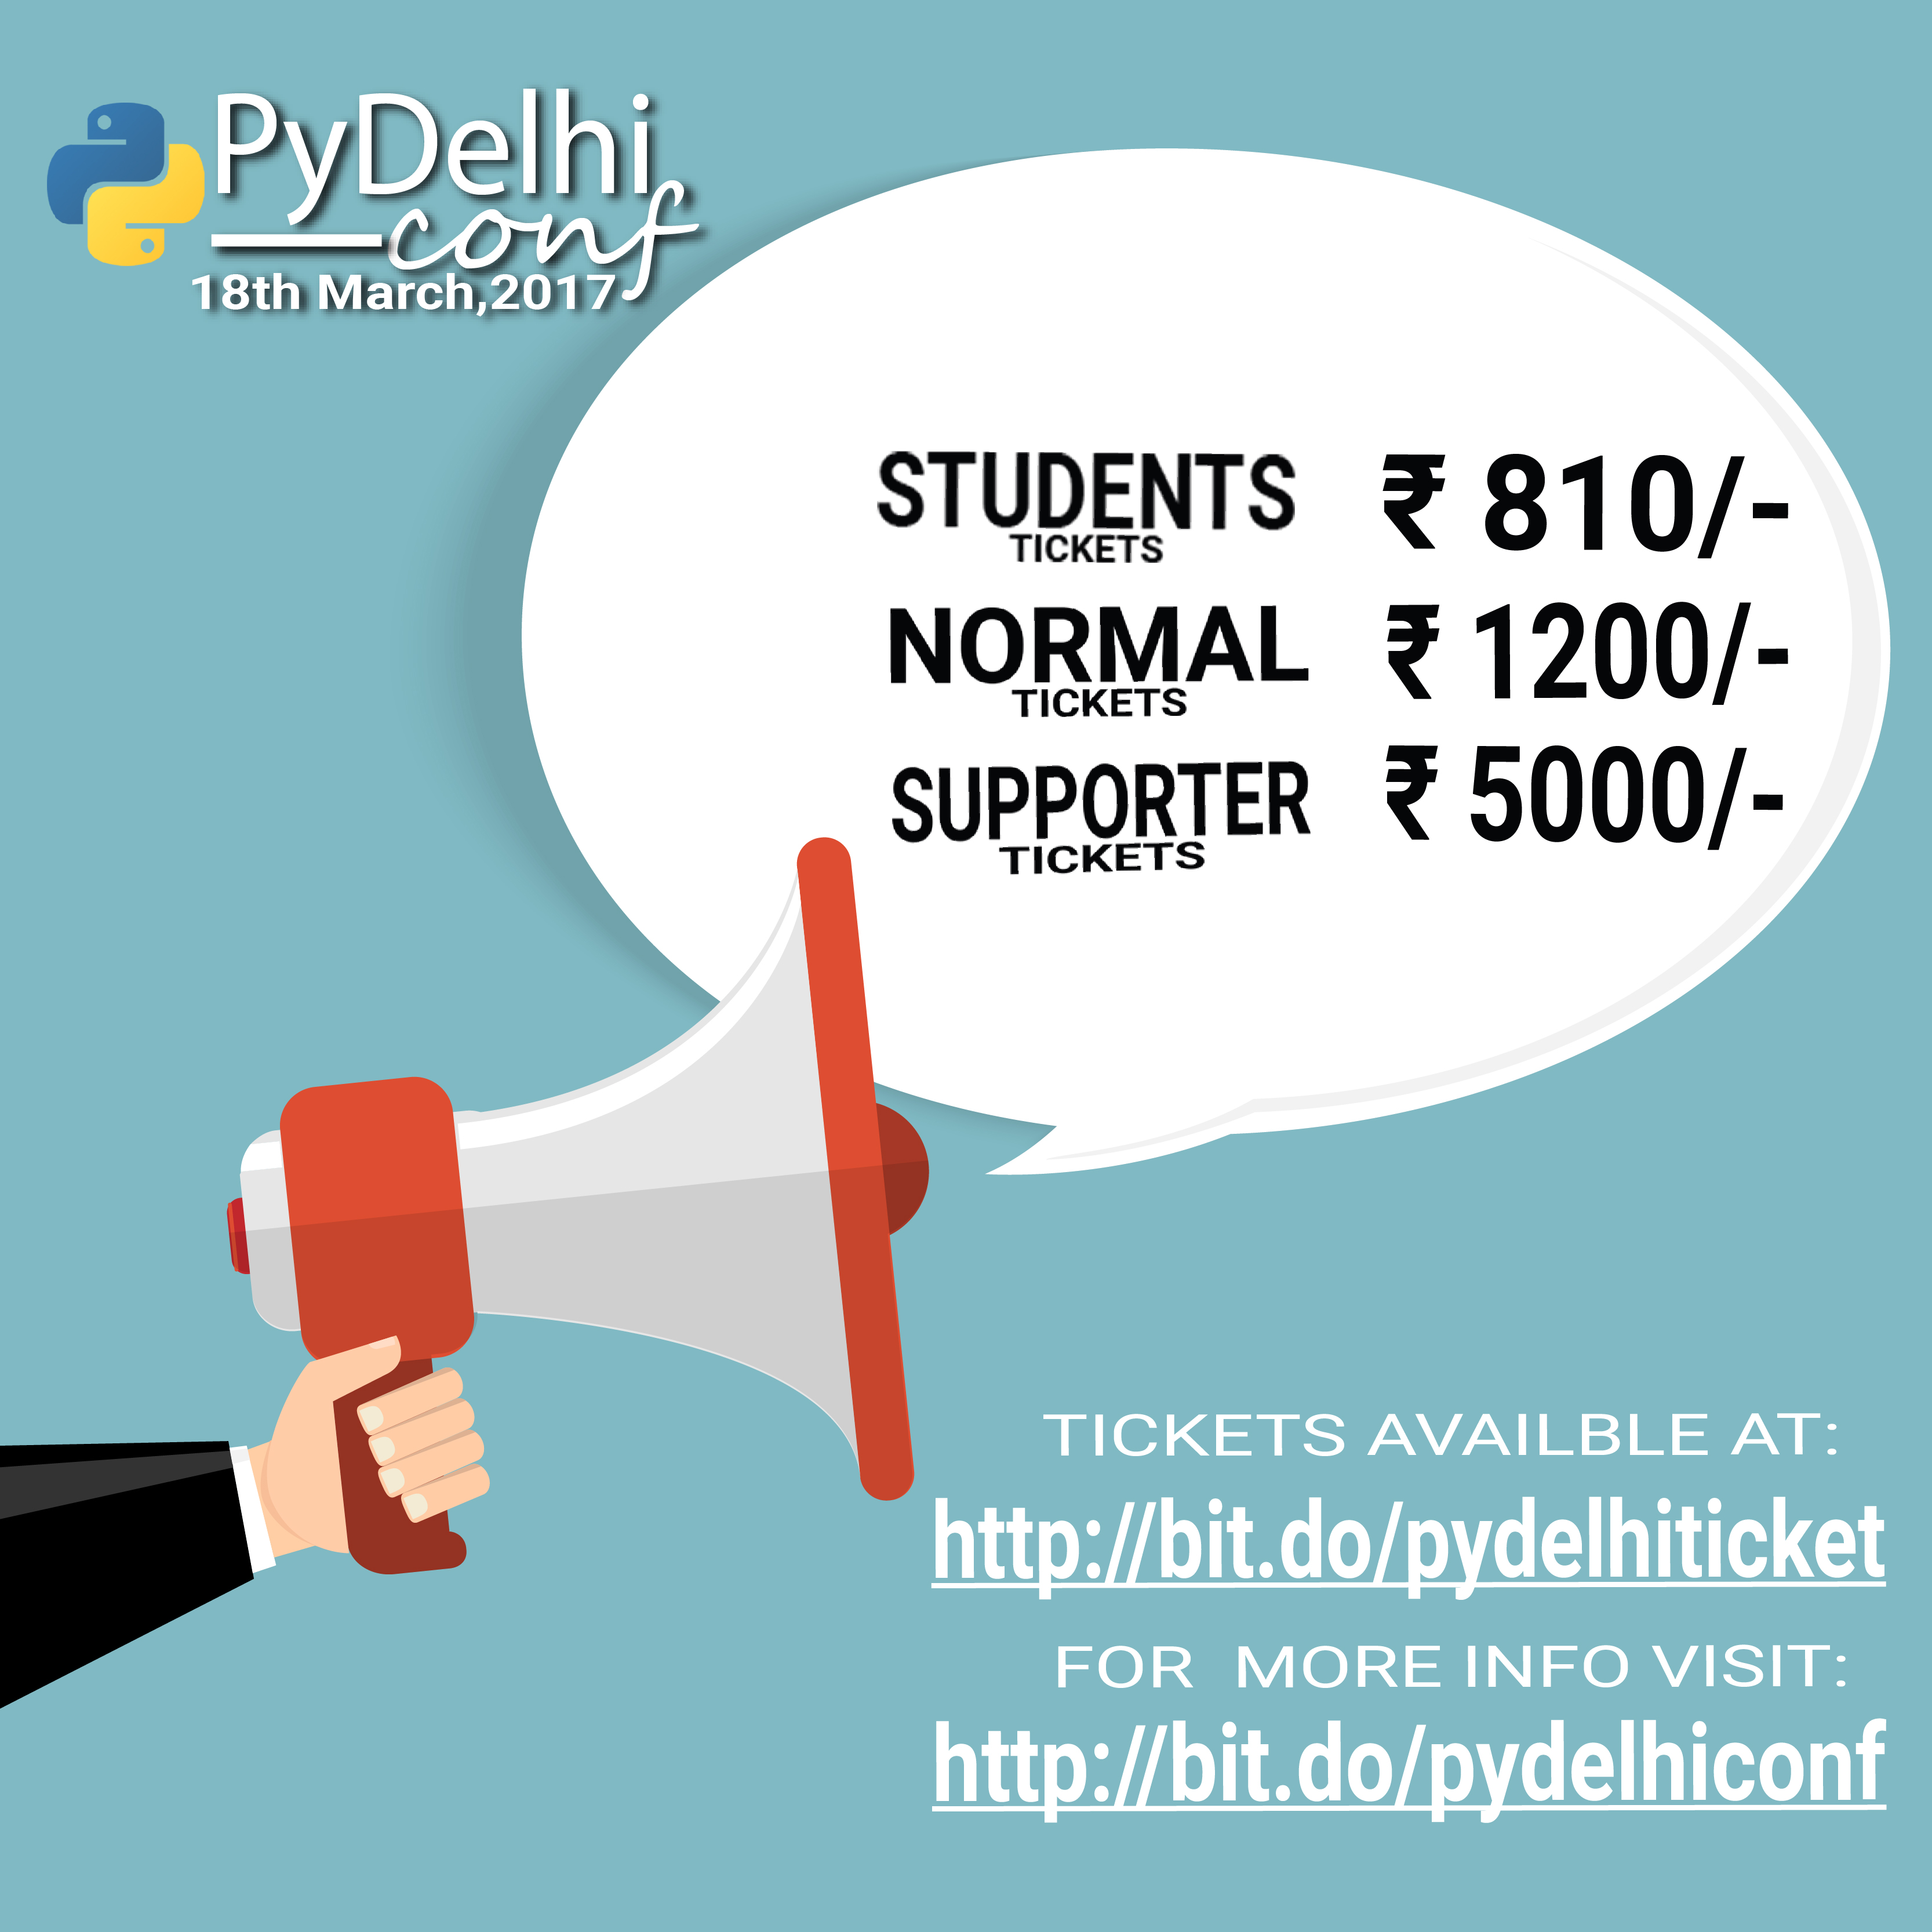 PyDelhi
conf
18th March,2017
STUDENTS ₹ 810/-
TICKETS
NORMAL ₹ 1200/-
TICKETS
SUPPORTER ₹ 5000/-
TICKETS
TICKETS AVAILBLE AT:
http://bit.do/pydelhiticket
FOR MORE INFO VISIT:
http://bit.do/pydelhiconf